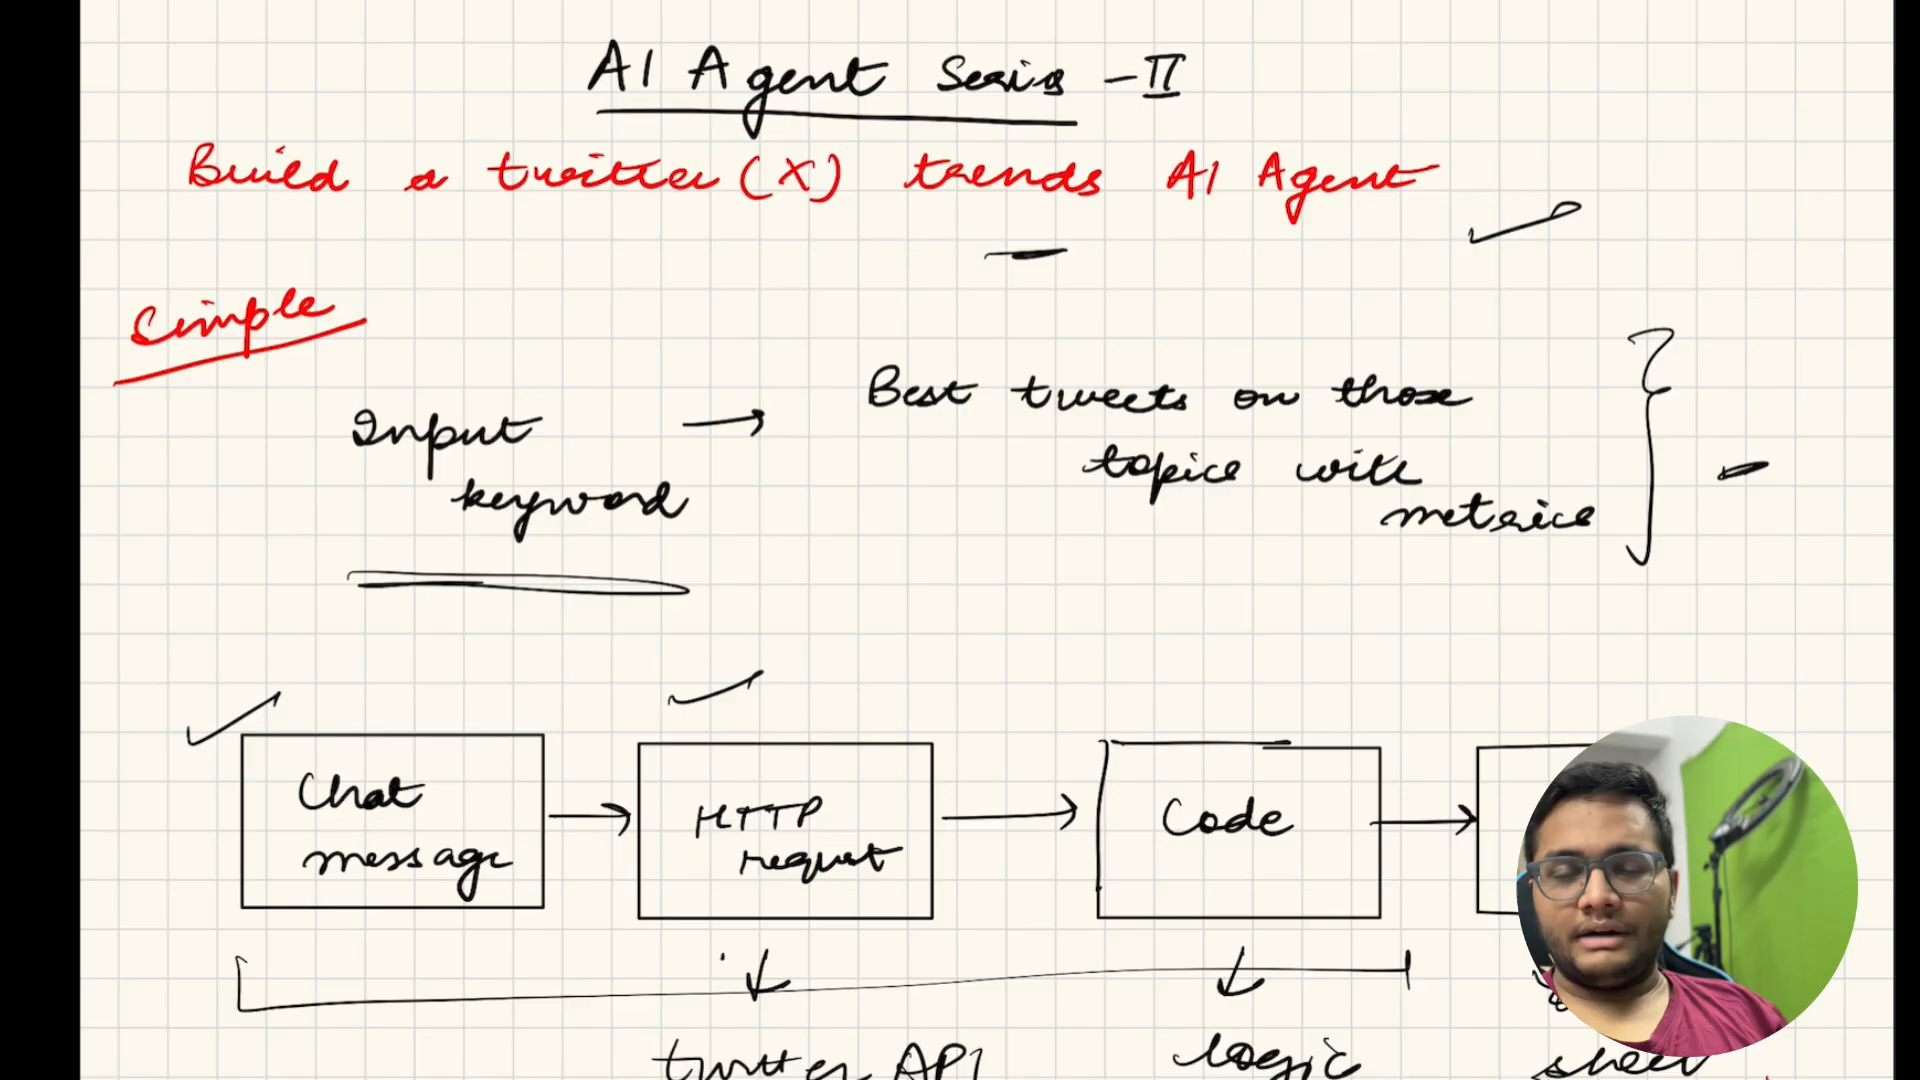 AI Agent Series - II
Build a twitter (X) trends AI Agent
Simple
Input keyword
Best tweets on those
topics with
metrics
Chat
message
HTTP
request
Code
twitter API
logic
sheet